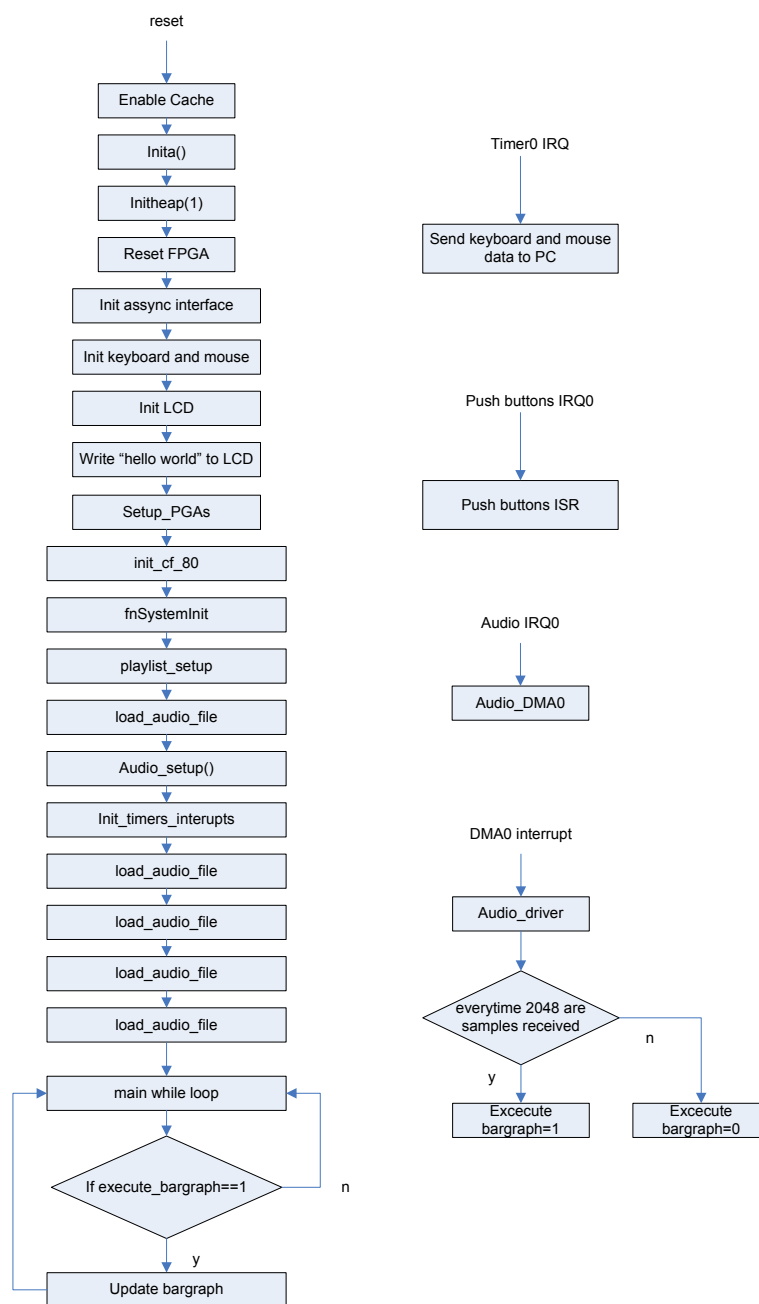 reset
Enable Cache
Inita()
Initheap(1)
Reset FPGA
Init assync interface
Init keyboard and mouse
Init LCD
Write “hello world” to LCD
Setup_PGAs
init_cf_80
fnSystemInit
playlist_setup
load_audio_file
Audio_setup()
Init_timers_interupts
load_audio_file
load_audio_file
load_audio_file
load_audio_file
main while loop
If execute_bargraph==1
n
y
Update bargraph
Timer0 IRQ
Send keyboard and mouse
data to PC
Push buttons IRQ0
Push buttons ISR
Audio IRQ0
Audio_DMA0
DMA0 interrupt
Audio_driver
everytime 2048 are
samples received
n
y
Excecute
bargraph=1
Excecute
bargraph=0